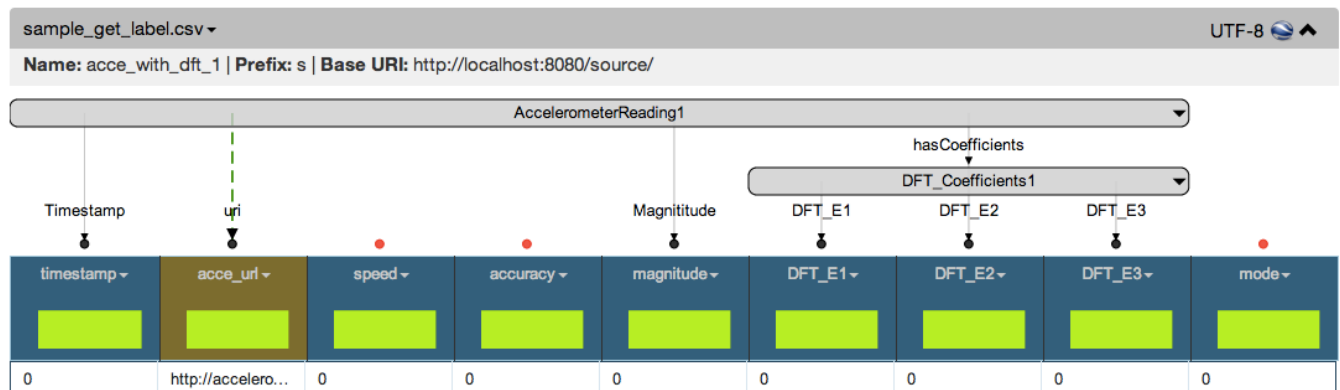 sample_get_label.csv UTF-8
Name: acce_with_dft_1 | Prefix: s | Base URI: http://localhost:8080/source/
AccelerometerReading1
hasCoefficients
DFT_Coefficients1
Timestamp uri Magnititude DFT_E1 DFT_E2 DFT_E3
timestamp acce_url speed accuracy magnitude DFT_E1 DFT_E2 DFT_E3 mode
0 http://accelero... 0 0 0 0 0 0 0